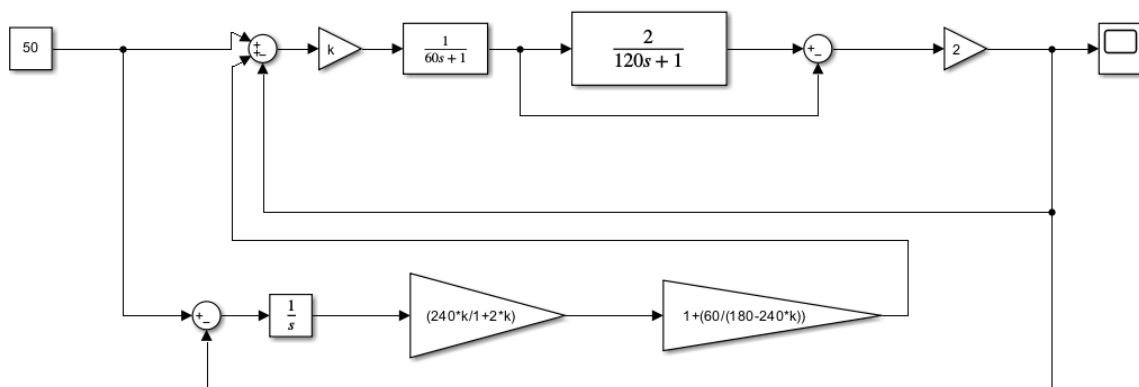 50
+
+
-
k
1
60s + 1
2
120s + 1
+
-
2
+
-
1
s
(240*k/1+2*k)
1+(60/(180-240*k))